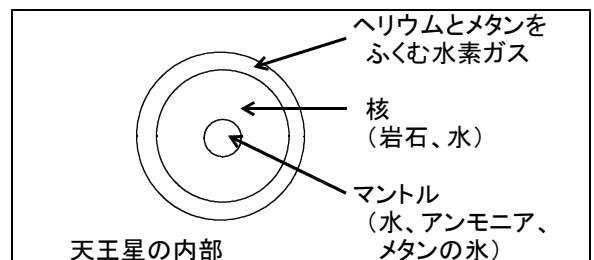 ヘリウムとメタンを
ふくむ水素ガス
核
（岩石、水）
マントル
（水、アンモニア、
メタンの氷）
天王星の内部